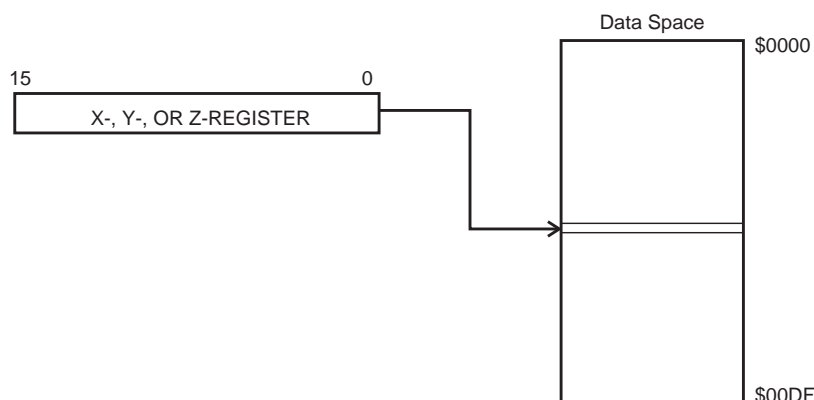 Data Space
$0000
15 0
X-, Y-, OR Z-REGISTER
$00DF